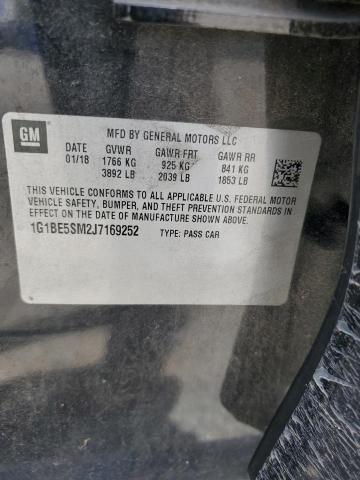 GM
MFD BY GENERAL MOTORS LLC
DATE GVWR GAWR FRT GAWR RR
01/18 1766 KG 925 KG 841 KG
3892 LB 2039 LB 1853 LB
THIS VEHICLE CONFORMS TO ALL APPLICABLE U.S. FEDERAL MOTOR
VEHICLE SAFETY, BUMPER, AND THEFT PREVENTION STANDARDS IN
EFFECT ON THE DATE OF MANUFACTURE SHOWN ABOVE.
1G1BE5SM2J7169252 TYPE: PASS CAR